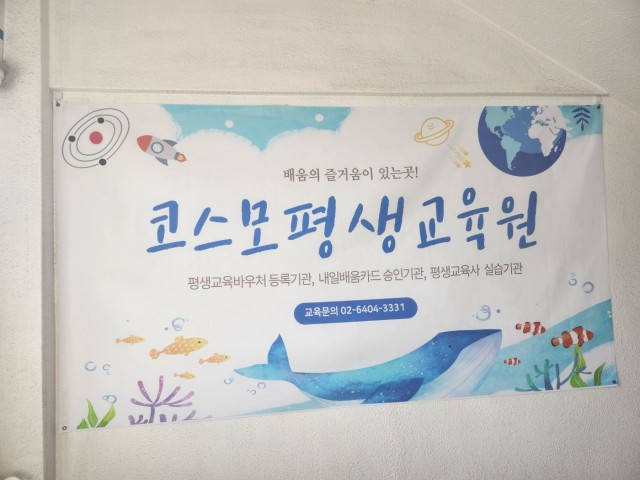 배움의 즐거움이 있는곳!
코스모평생교육원
평생교육바우처 등록기관, 내일배움카드 승인기관, 평생교육사 실습기관
교육문의 02-6404-3331